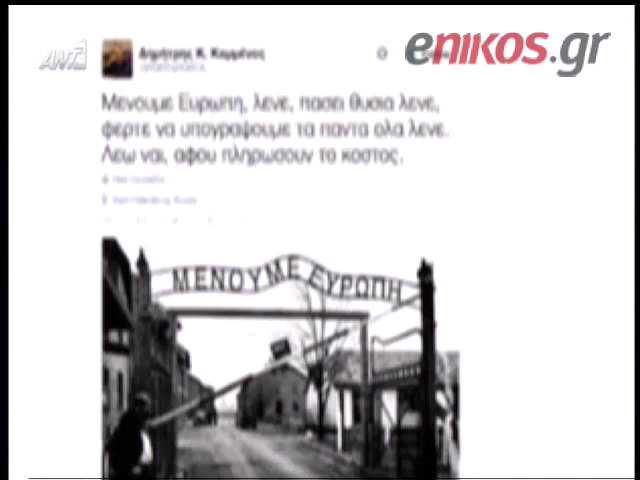 ANT1
enikos.gr
Δημήτρης Κ. Καμμένος
Μενουμε Ευρωπη, λενε, πασει θυσια λενε,
φερτε να υπογραψουμε τα παντα ολα λενε.
Λεω ναι, αφου πληρωσουν το κοστος.
ΜΕΝΟΥΜΕ ΕΥΡΩΠΗ